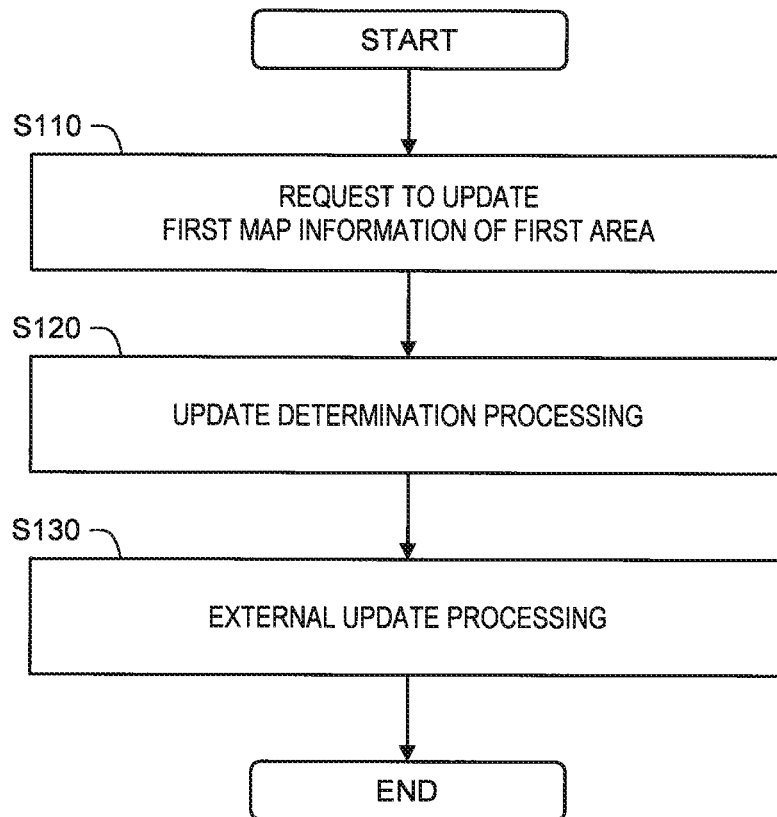 START
S110
REQUEST TO UPDATE
FIRST MAP INFORMATION OF FIRST AREA
S120
UPDATE DETERMINATION PROCESSING
S130
EXTERNAL UPDATE PROCESSING
END